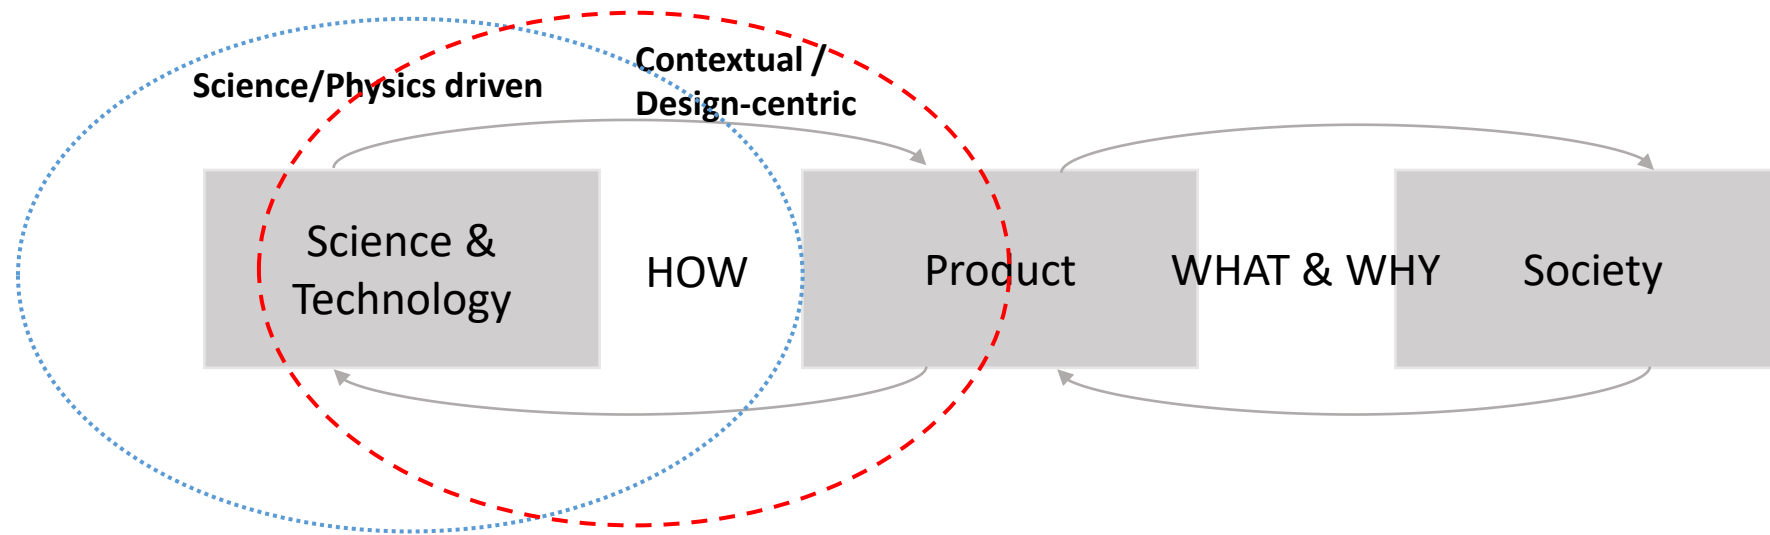 Science/Physics driven
Contextual /
Design-centric
Science &
Technology
HOW
Product
WHAT & WHY
Society